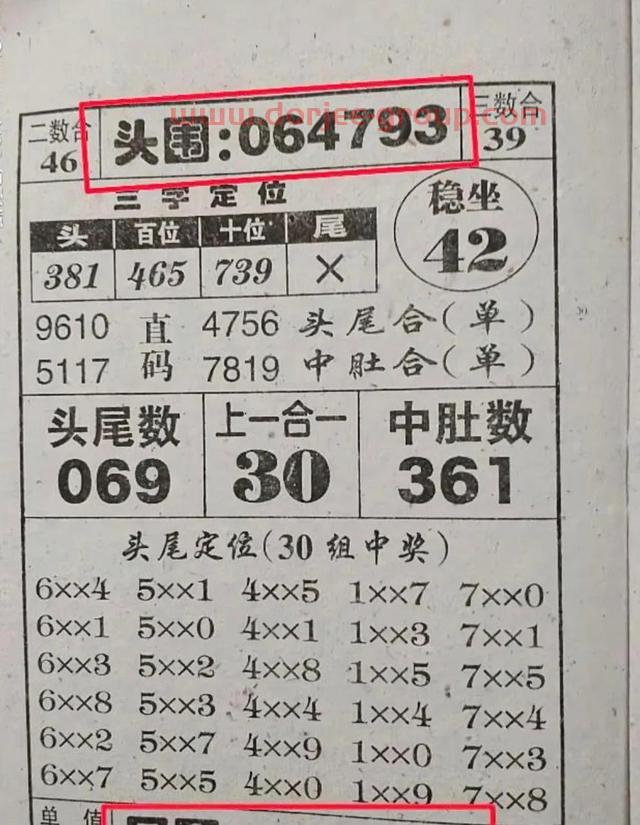 www.dorjee-group.com
二数合 头围:064793 三数合
46 39
三字定位 稳坐
头 百位 十位 尾 42
381 465 739 ×
9610 直 4756 头尾合(单)
5117 码 7819 中肚合(单)
头尾数 上一合一 中肚数
069 30 361
头尾定位(30组中奖)
6××4 5××1 4××5 1××7 7××0
6××1 5××0 4××1 1××3 7××1
6××3 5××2 4××8 1××5 7××5
6××8 5××3 4××4 1××4 7××4
6××2 5××7 4××9 1××0 7××3
6××7 5××5 4××0 1××9 7××8
单值